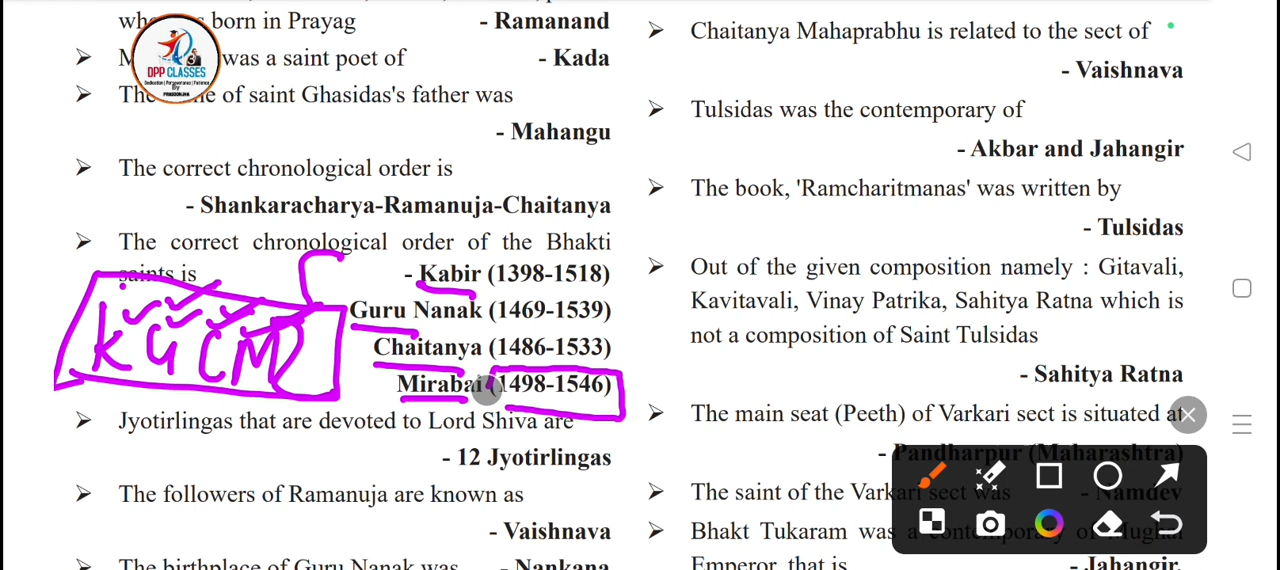 who was born in Prayag
- Ramanand
was a saint poet of - Kada
of saint Ghasidas's father was
- Mahangu
The correct chronological order is
- Shankaracharya-Ramanuja-Chaitanya
The correct chronological order of the Bhakti
saints is - Kabir (1398-1518)
Guru Nanak (1469-1539)
Chaitanya (1486-1533)
Mirabai (1498-1546)
KGCM
Jyotirlingas that are devoted to Lord Shiva are
- 12 Jyotirlingas
The followers of Ramanuja are known as
- Vaishnava
The birthplace of Guru Nanak was - Nankana
DPP CLASSES
By
Chaitanya Mahaprabhu is related to the sect of
- Vaishnava
Tulsidas was the contemporary of
- Akbar and Jahangir
The book, 'Ramcharitmanas' was written by
- Tulsidas
Out of the given composition namely : Gitavali,
Kavitavali, Vinay Patrika, Sahitya Ratna which is
not a composition of Saint Tulsidas
- Sahitya Ratna
The main seat (Peeth) of Varkari sect is situated at
- Pandharpur (Maharashtra)
The saint of the Varkari sect was - Namdev
Bhakt Tukaram was a contemporary of Mughal
Emperor, that is - Jahangir.